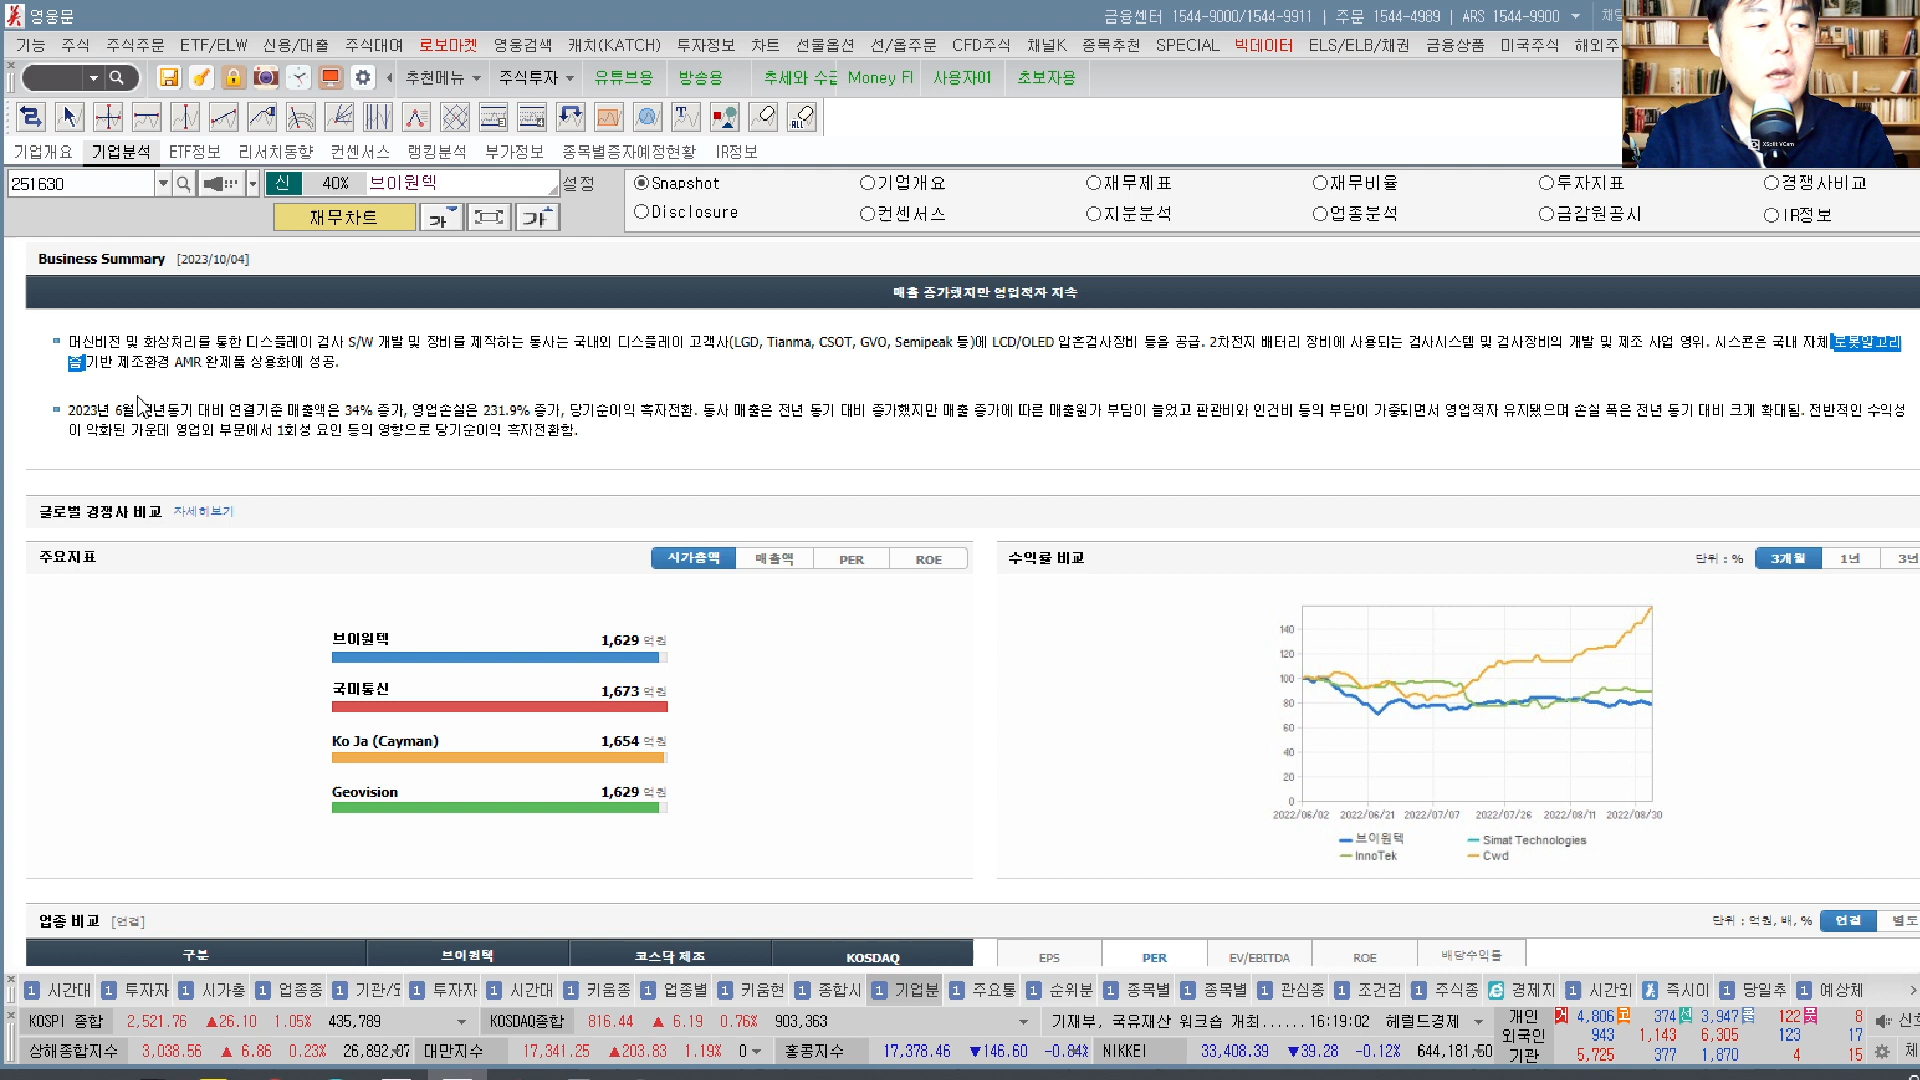 영웅문 금융센터 1544-9000/1544-9911 | 주문 1544-4989 | ARS 1544-9900
기능 주식 주식주문 ETF/ELW 신용/대출 주식대여 로보마켓 영웅검색 캐치(KATCH) 투자정보 차트 선물옵션 선/옵주문 CFD주식 채널K 종목추천 SPECIAL 빅데이터 ELS/ELB/채권 금융상품 미국주식 해외주
추천메뉴 주식투자 유튜브용 방송용 추세와 수급 Money Fl 사용자01 초보자용
기업개요 기업분석 ETF정보 리서치동향 컨센서스 랭킹분석 부가정보 종목별증자예정현황 IR정보
251630 신 40% 브이원텍 설정
Snapshot 기업개요 재무제표 재무비율 투자지표 경쟁사비교
Disclosure 컨센서스 지분분석 업종분석 금감원공시 IR정보
재무차트 가 가
Business Summary [2023/10/04]
매출 증가했지만 영업적자 지속
머신비전 및 화상처리를 통한 디스플레이 검사 S/W 개발 및 장비를 제작하는 동사는 국내외 디스플레이 고객사(LGD, Tianma, CSOT, GVO, Semipeak 등)에 LCD/OLED 압흔검사장비 등을 공급. 2차전지 배터리 장비에 사용되는 검사시스템 및 검사장비의 개발 및 제조 사업 영위. 시스콘은 국내 자체 로봇알고리
즘 기반 제조환경 AMR 완제품 상용화에 성공.
2023년 6월 전년동기 대비 연결기준 매출액은 34% 증가, 영업손실은 231.9% 증가, 당기순이익 흑자전환. 동사 매출은 전년 동기 대비 증가했지만 매출 증가에 따른 매출원가 부담이 늘었고 판관비와 인건비 등의 부담이 가중되면서 영업적자 유지됐으며 손실 폭은 전년 동기 대비 크게 확대됨. 전반적인 수익성
이 악화된 가운데 영업외 부문에서 1회성 요인 등의 영향으로 당기순이익 흑자전환함.
글로벌 경쟁사 비교 자세히보기
주요지표 시가총액 매출액 PER ROE
브이원텍 1,629 억원
국미통신 1,673 억원
Ko Ja (Cayman) 1,654 억원
Geovision 1,629 억원
수익률 비교 단위 : % 3개월 1년 3년
140
120
100
80
60
40
20
0
2022/06/02 2022/06/21 2022/07/07 2022/07/26 2022/08/11 2022/08/30
브이원텍 Simat Technologies
InnoTek Cwd
업종 비교 [연결] 단위 : 억원, 배, % 연결 별도
구분 브이원텍 코스닥 제조 KOSDAQ
EPS PER EV/EBITDA ROE 배당수익률
1 시간대 1 투자자 1 시가총 1 업종종 1 기관/외 1 투자자 1 시간대 1 키움종 1 업종별 1 키움현 1 종합시 1 기업분 1 주요통 1 순위분 1 종목별 1 종목별 1 관심종 1 조건검 1 주식종 경제지 1 시간외 즉시이 1 당일추 1 예상체
KOSPI 종합 2,521.76 ▲26.10 1.05% 435,789 KOSDAQ종합 816.44 ▲ 6.19 0.76% 903,363 기재부, 국유재산 워크숍 개최...... 16:19:02 헤럴드경제
상해종합지수 3,038.56 ▲ 6.86 0.23% 26,892,07 대만지수 17,341.25 ▲203.83 1.19% 0 홍콩지수 17,378.46 ▼146.60 -0.84% NIKKEI 33,408.39 ▼39.28 -0.12% 644,181,50
개인 4,806 374 3,947 122 8
외국인 943 1,143 6,305 123 17
기관 5,725 377 1,870 4 15
XSplit VCam